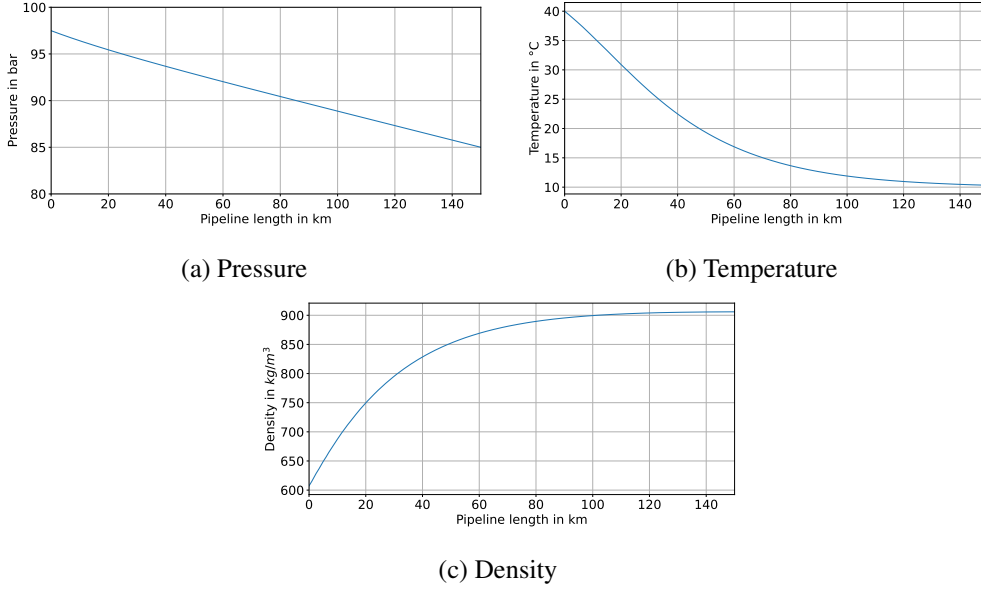 100
95
90
85
80
Pressure in bar
0 20 40 60 80 100 120 140
Pipeline length in km
(a) Pressure
40
35
30
25
20
15
10
Temperature in °C
0 20 40 60 80 100 120 140
Pipeline length in km
(b) Temperature
900
850
800
750
700
650
600
Density in kg/m³
0 20 40 60 80 100 120 140
Pipeline length in km
(c) Density